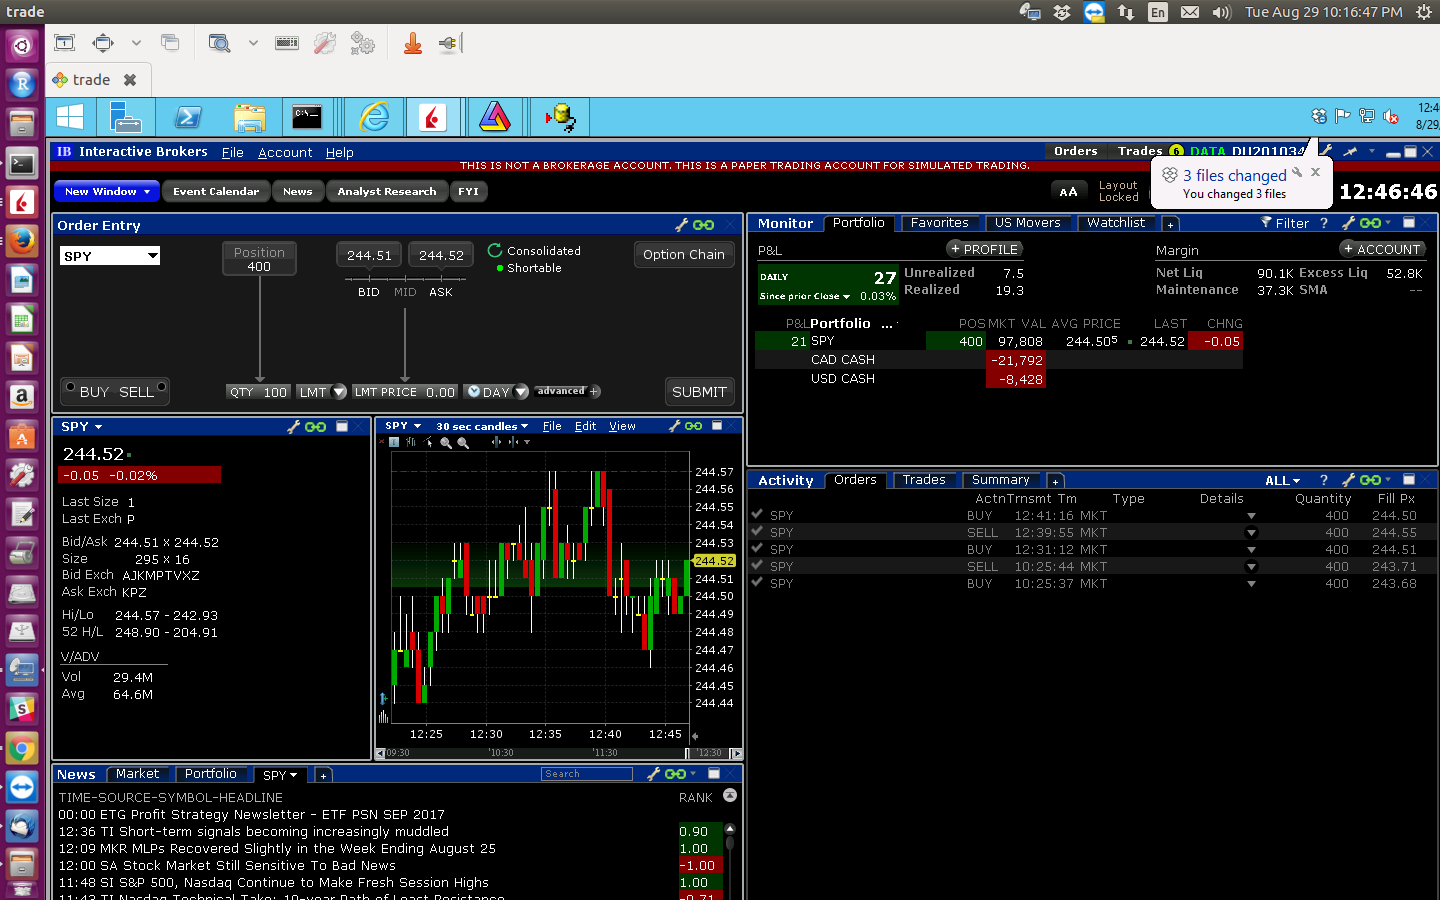 trade
En
Tue Aug 29 10:16:47 PM
trade
12:4
8/29
IB Interactive Brokers File Account Help
Orders Trades 6 DATA DU201034
THIS IS NOT A BROKERAGE ACCOUNT. THIS IS A PAPER TRADING ACCOUNT FOR SIMULATED TRADING.
3 files changed
You changed 3 files
New Window Event Calendar News Analyst Research FYI
AA Layout Locked 12:46:46
Order Entry
SPY
Position
400
244.51 244.52
BID MID ASK
Consolidated
Shortable
Option Chain
BUY SELL QTY 100 LMT LMT PRICE 0.00 DAY advanced + SUBMIT
Monitor Portfolio Favorites US Movers Watchlist + Filter ?
P&L + PROFILE Margin + ACCOUNT
DAILY 27
Since prior Close 0.03%
Unrealized 7.5
Realized 19.3
Net Liq 90.1K Excess Liq 52.8K
Maintenance 37.3K SMA --
P&L Portfolio ... POS MKT VAL AVG PRICE LAST CHNG
21 SPY 400 97,808 244.50⁵ 244.52 -0.05
CAD CASH -21,792
USD CASH -8,428
SPY
244.52
-0.05 -0.02%
Last Size 1
Last Exch P
Bid/Ask 244.51 x 244.52
Size 295 x 16
Bid Exch AJKMPTVXZ
Ask Exch KPZ
Hi/Lo 244.57 - 242.93
52 H/L 248.90 - 204.91
V/ADV
Vol 29.4M
Avg 64.6M
SPY 30 sec candles File Edit View
244.57
244.56
244.55
244.54
244.53
244.52
244.51
244.50
244.49
244.48
244.47
244.46
244.45
244.44
12:25 12:30 12:35 12:40 12:45
09:30 '10:30 '11:30 '12:30
Activity Orders Trades Summary + ALL ?
Actn Trnsmt Tm Type Details Quantity Fill Px
SPY BUY 12:41:16 MKT 400 244.50
SPY SELL 12:39:55 MKT 400 244.55
SPY BUY 12:31:12 MKT 400 244.51
SPY SELL 10:25:44 MKT 400 243.71
SPY BUY 10:25:37 MKT 400 243.68
News Market Portfolio SPY + Search
TIME-SOURCE-SYMBOL-HEADLINE RANK
00:00 ETG Profit Strategy Newsletter - ETF PSN SEP 2017
12:36 TI Short-term signals becoming increasingly muddled 0.90
12:09 MKR MLPs Recovered Slightly in the Week Ending August 25 1.00
12:00 SA Stock Market Still Sensitive To Bad News -1.00
11:48 SI S&P 500, Nasdaq Continue to Make Fresh Session Highs 1.00
11:43 TI Nasdaq Technical Take: 10-year Path of Least Resistance -0.71